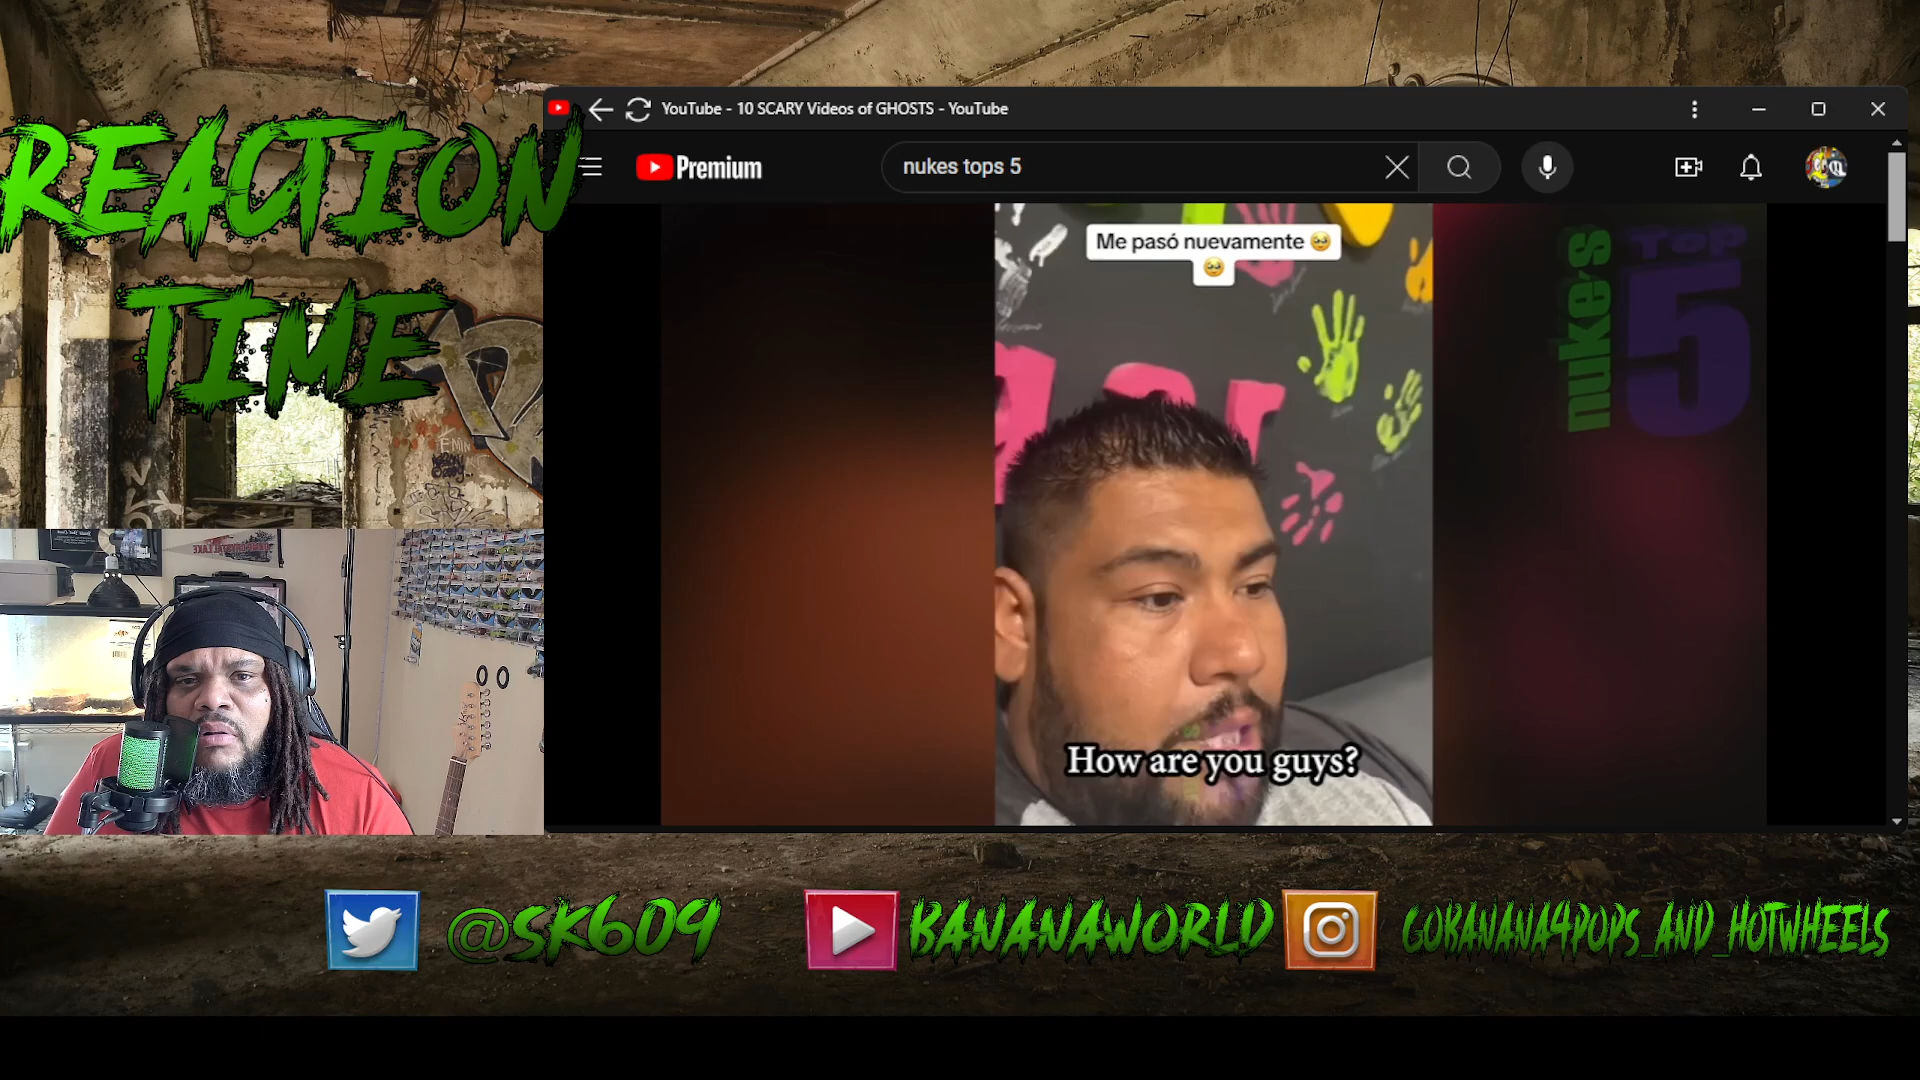 REACTION
TIME
YouTube - 10 SCARY Videos of GHOSTS - YouTube
Premium
nukes tops 5
Me pasó nuevamente 🥹
🥹
nuke's
Top
5
How are you guys?
@SK609
BANANAWORLD
GOBANANA4POPS_AND_HOTWHEELS